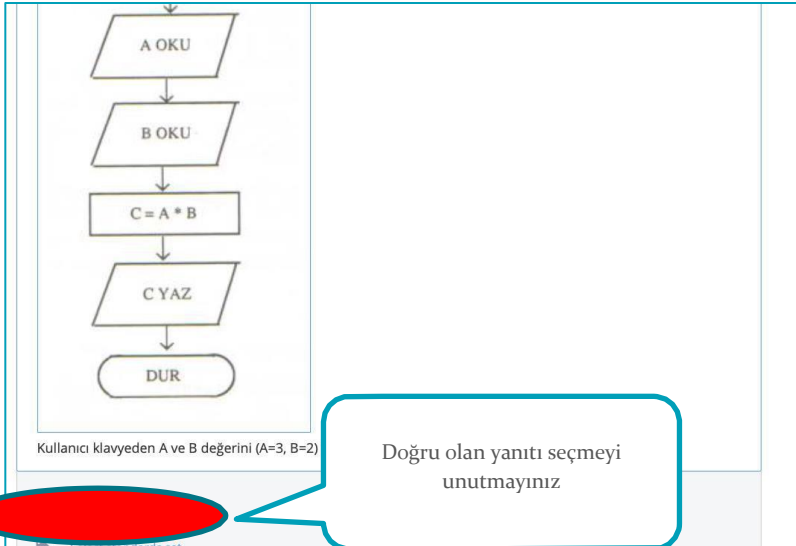 A OKU
B OKU
C = A * B
C YAZ
DUR
Kullanıcı klavyeden A ve B değerini (A=3, B=2)
Doğru olan yanıtı seçmeyi
unutmayınız